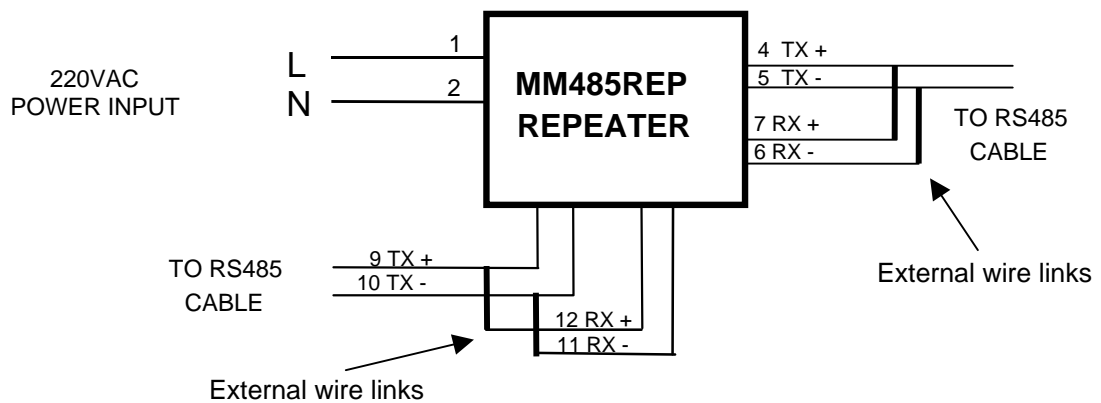 220VAC
POWER INPUT
L
N
1
2
MM485REP
REPEATER
4 TX +
5 TX -
7 RX +
6 RX -
TO RS485
CABLE
External wire links
TO RS485
CABLE
9 TX +
10 TX -
12 RX +
11 RX -
External wire links